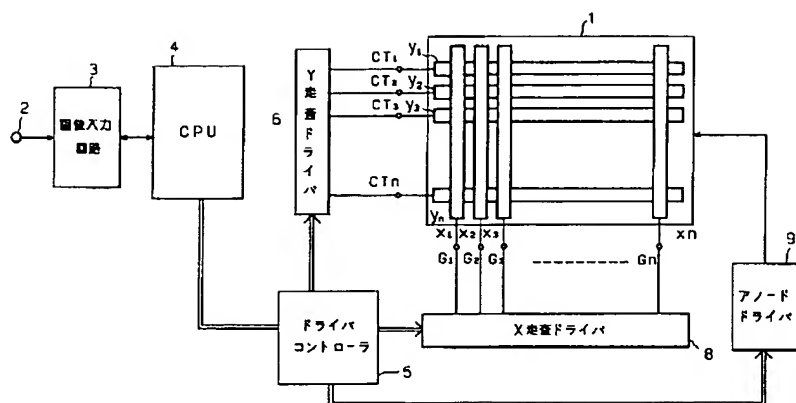 1
2
3
画像入力
回路
4
CPU
6
Y走査ドライバ
CT₁
CT₂
CT₃
CTn
y₁
y₂
y₃
yn
x₁ x₂ x₃ xn
G₁ G₂ G₃ Gn
ドライバ
コントローラ
5
X走査ドライバ
8
9
アノード
ドライバ